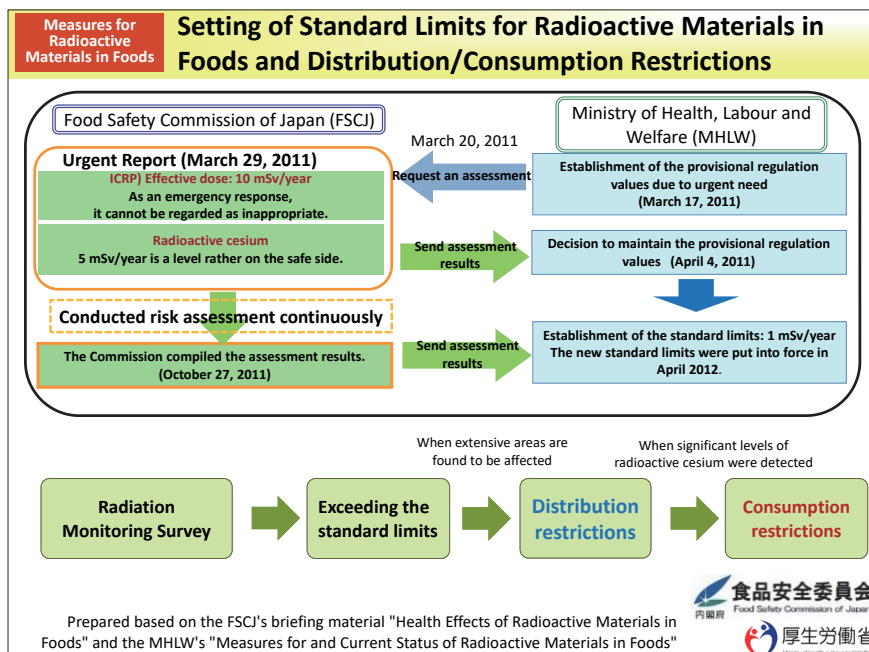 Measures for
Radioactive
Materials in Foods
Setting of Standard Limits for Radioactive Materials in
Foods and Distribution/Consumption Restrictions
Food Safety Commission of Japan (FSCJ)
Ministry of Health, Labour and
Welfare (MHLW)
March 20, 2011
Request an assessment
Urgent Report (March 29, 2011)
ICRP) Effective dose: 10 mSv/year
As an emergency response,
it cannot be regarded as inappropriate.
Radioactive cesium
5 mSv/year is a level rather on the safe side.
Establishment of the provisional regulation
values due to urgent need
(March 17, 2011)
Send assessment
results
Decision to maintain the provisional regulation
values (April 4, 2011)
Conducted risk assessment continuously
The Commission compiled the assessment results.
(October 27, 2011)
Send assessment
results
Establishment of the standard limits: 1 mSv/year
The new standard limits were put into force in
April 2012.
When extensive areas are
found to be affected
When significant levels of
radioactive cesium were detected
Radiation
Monitoring Survey
Exceeding the
standard limits
Distribution
restrictions
Consumption
restrictions
Prepared based on the FSCJ's briefing material "Health Effects of Radioactive Materials in
Foods" and the MHLW's "Measures for and Current Status of Radioactive Materials in Foods"
内閣府
食品安全委員会
Food Safety Commission of Japan
厚生労働省